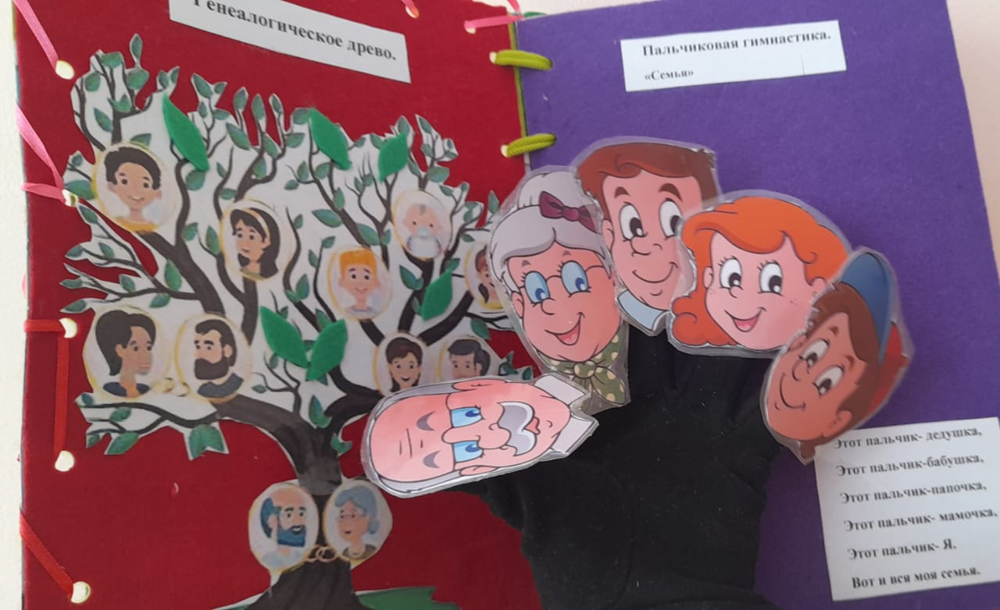 Генеалогическое древо.
Пальчиковая гимнастика.
«Семья»
Этот пальчик- дедушка,
Этот пальчик-бабушка,
Этот пальчик-папочка,
Этот пальчик- мамочка,
Этот пальчик- Я.
Вот и вся моя семья.